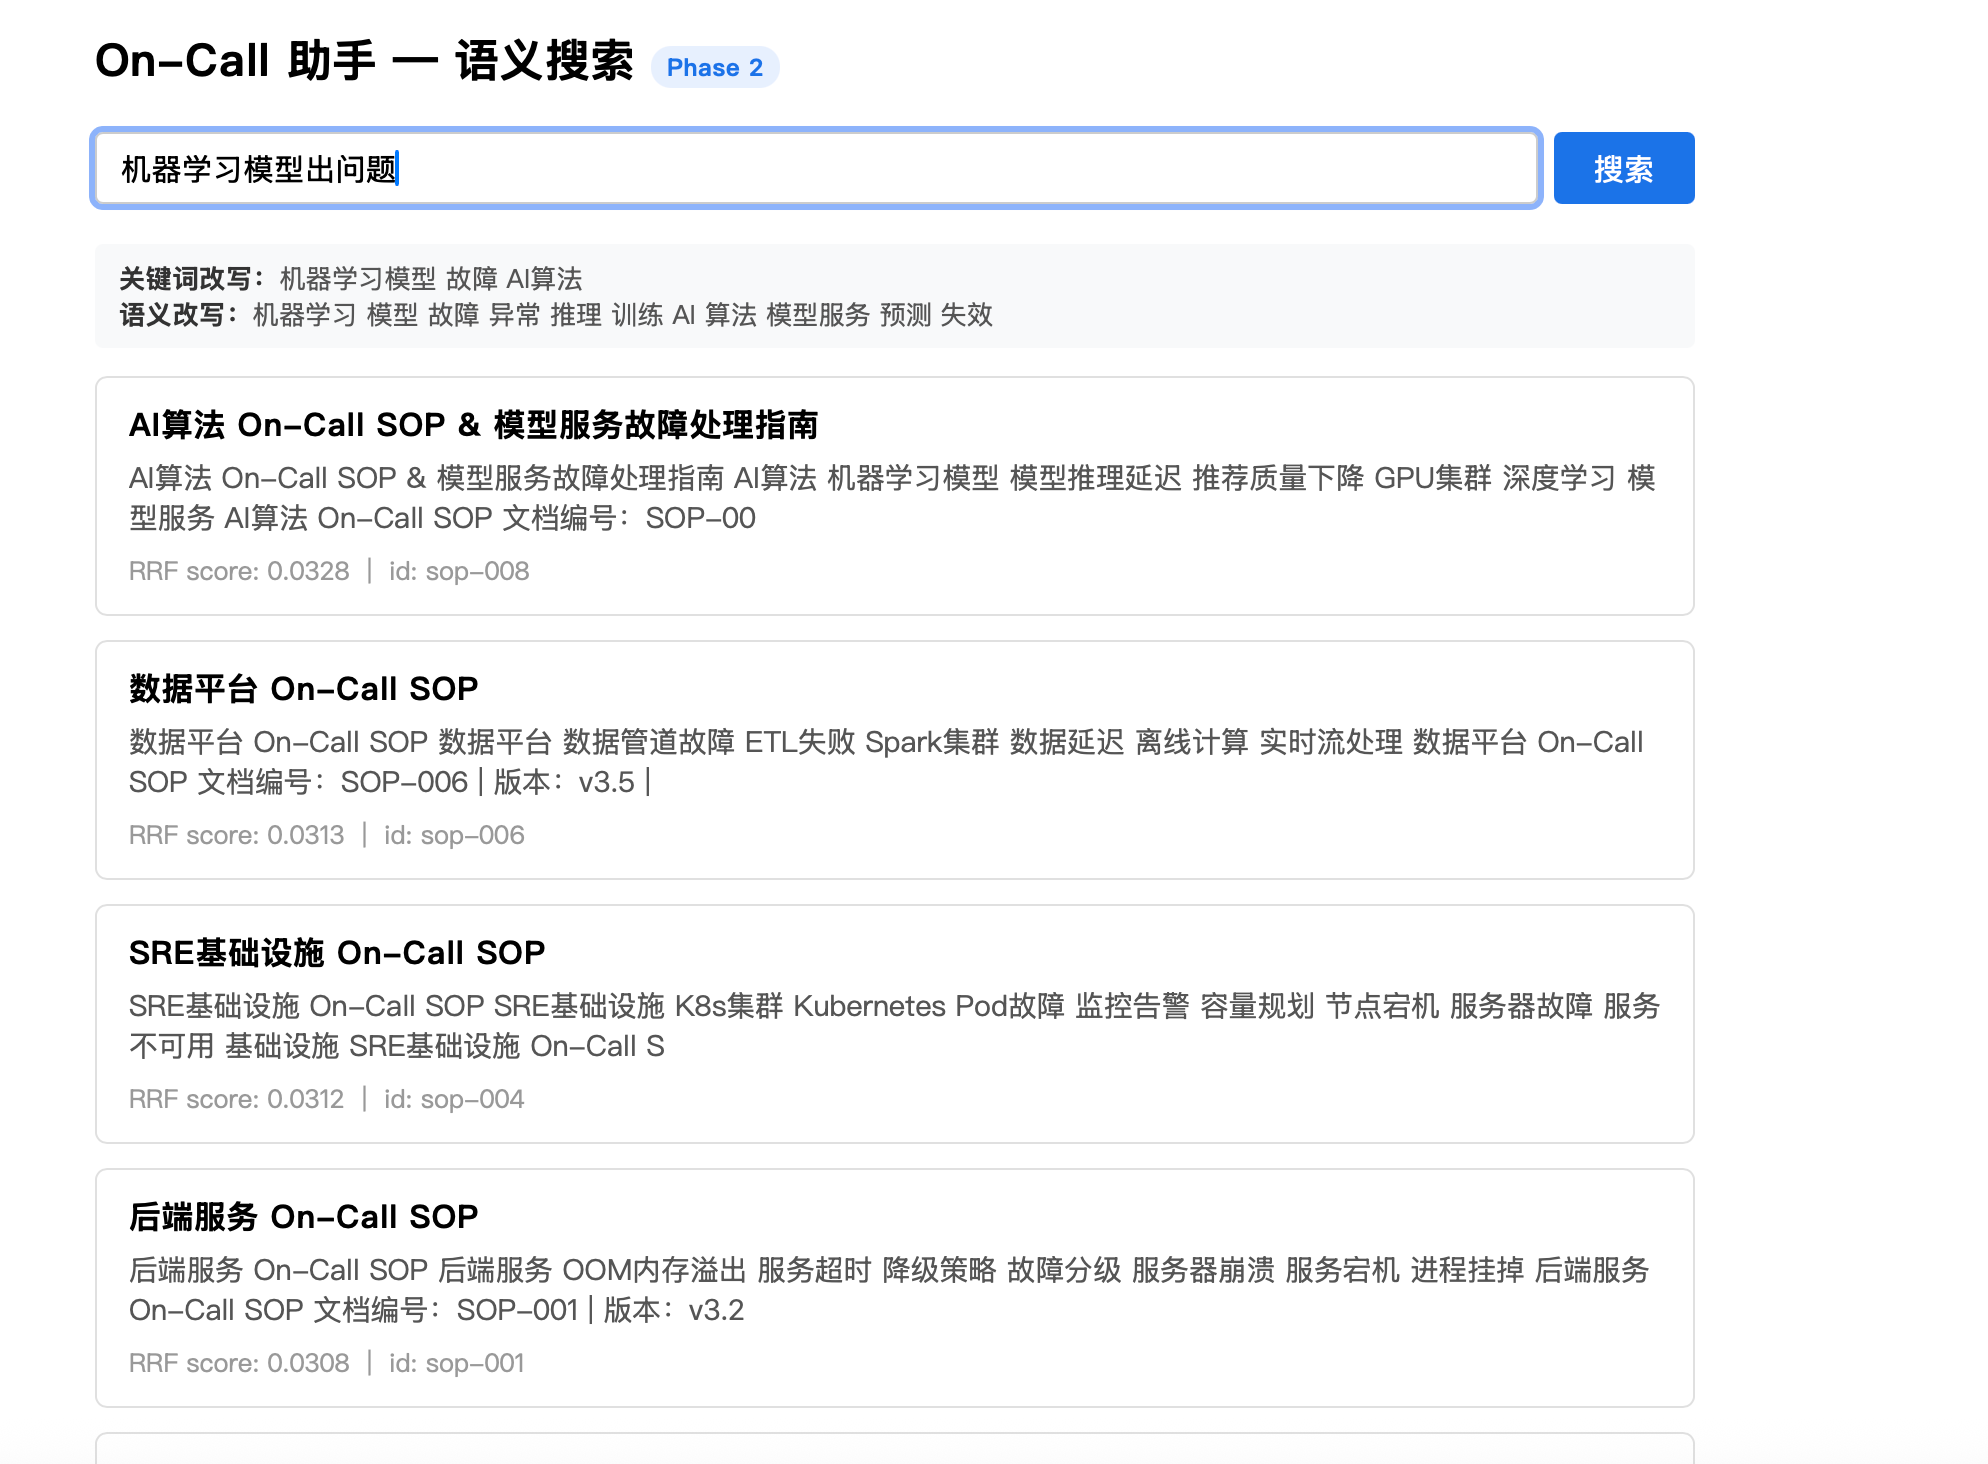 On-Call 助手 — 语义搜索 Phase 2
机器学习模型出问题 搜索
关键词改写：机器学习模型 故障 AI算法
语义改写：机器学习 模型 故障 异常 推理 训练 AI 算法 模型服务 预测 失效
AI算法 On-Call SOP & 模型服务故障处理指南
AI算法 On-Call SOP & 模型服务故障处理指南 AI算法 机器学习模型 模型推理延迟 推荐质量下降 GPU集群 深度学习 模
型服务 AI算法 On-Call SOP 文档编号：SOP-00
RRF score: 0.0328 | id: sop-008
数据平台 On-Call SOP
数据平台 On-Call SOP 数据平台 数据管道故障 ETL失败 Spark集群 数据延迟 离线计算 实时流处理 数据平台 On-Call
SOP 文档编号：SOP-006 | 版本：v3.5 |
RRF score: 0.0313 | id: sop-006
SRE基础设施 On-Call SOP
SRE基础设施 On-Call SOP SRE基础设施 K8s集群 Kubernetes Pod故障 监控告警 容量规划 节点宕机 服务器故障 服务
不可用 基础设施 SRE基础设施 On-Call S
RRF score: 0.0312 | id: sop-004
后端服务 On-Call SOP
后端服务 On-Call SOP 后端服务 OOM内存溢出 服务超时 降级策略 故障分级 服务器崩溃 服务宕机 进程挂掉 后端服务
On-Call SOP 文档编号：SOP-001 | 版本：v3.2
RRF score: 0.0308 | id: sop-001